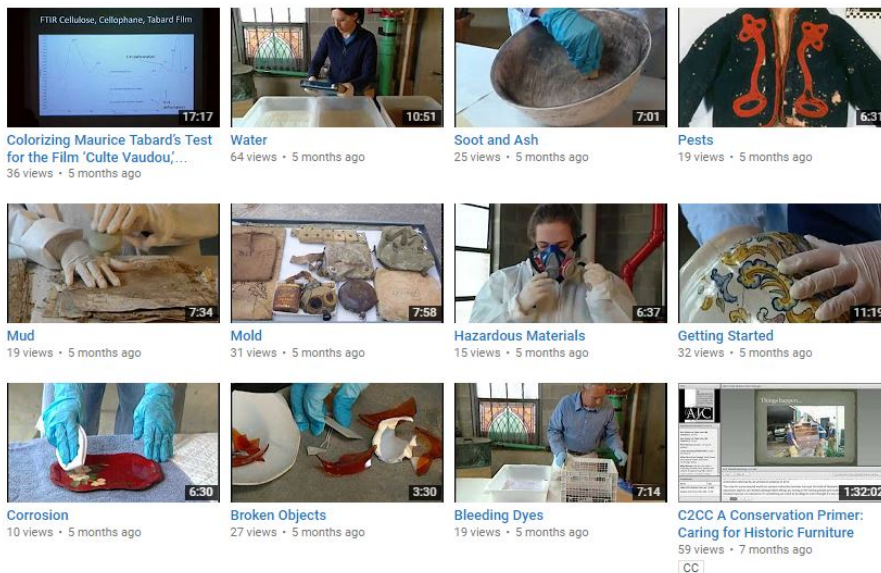 FTIR Cellulose, Cellophane, Tabard Film
17:17
10:51
7:01
6:31
Colorizing Maurice Tabard's Test
for the Film 'Culte Vaudou,'...
36 views • 5 months ago
Water
64 views • 5 months ago
Soot and Ash
25 views • 5 months ago
Pests
19 views • 5 months ago
7:34
7:58
6:37
11:19
Mud
19 views • 5 months ago
Mold
31 views • 5 months ago
Hazardous Materials
15 views • 5 months ago
Getting Started
32 views • 5 months ago
AIC
Things happen...
6:30
3:30
7:14
1:32:02
Corrosion
10 views • 5 months ago
Broken Objects
27 views • 5 months ago
Bleeding Dyes
19 views • 5 months ago
C2CC A Conservation Primer:
Caring for Historic Furniture
59 views • 7 months ago
CC